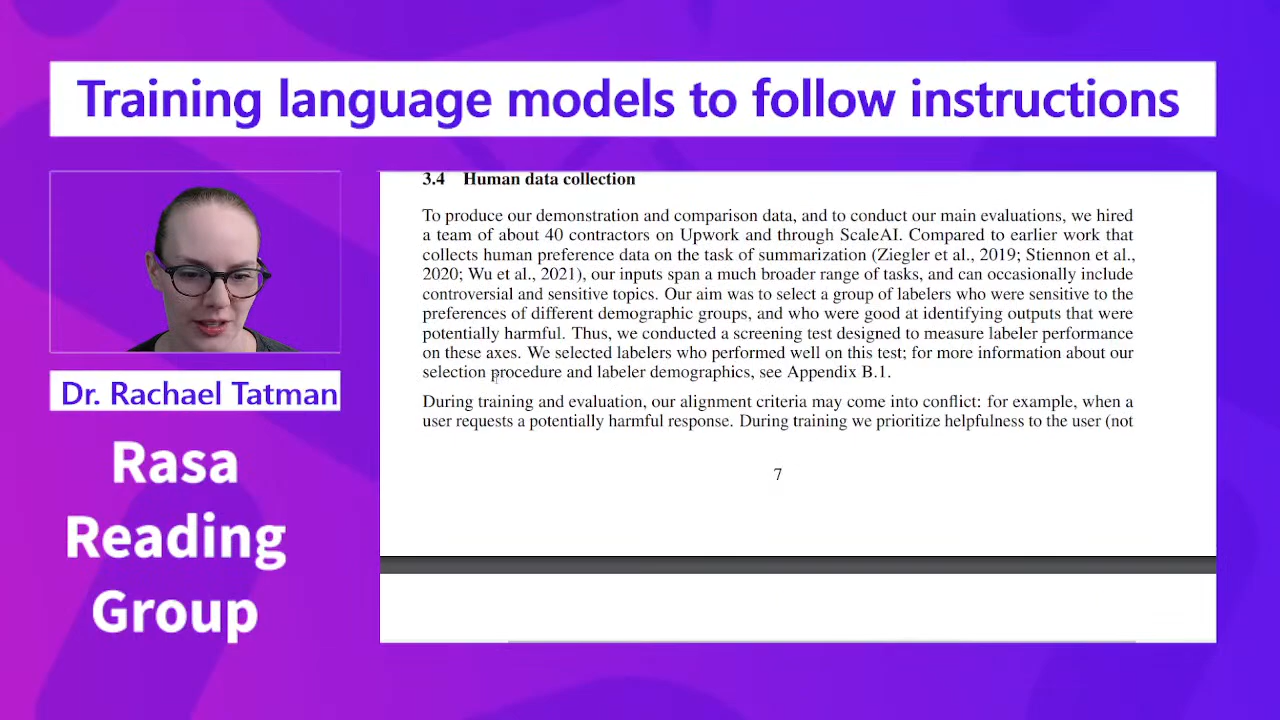 Training language models to follow instructions
3.4 Human data collection
To produce our demonstration and comparison data, and to conduct our main evaluations, we hired
a team of about 40 contractors on Upwork and through ScaleAI. Compared to earlier work that
collects human preference data on the task of summarization (Ziegler et al., 2019; Stiennon et al.,
2020; Wu et al., 2021), our inputs span a much broader range of tasks, and can occasionally include
controversial and sensitive topics. Our aim was to select a group of labelers who were sensitive to the
preferences of different demographic groups, and who were good at identifying outputs that were
potentially harmful. Thus, we conducted a screening test designed to measure labeler performance
on these axes. We selected labelers who performed well on this test; for more information about our
selection procedure and labeler demographics, see Appendix B.1.
During training and evaluation, our alignment criteria may come into conflict: for example, when a
user requests a potentially harmful response. During training we prioritize helpfulness to the user (not
7
Dr. Rachael Tatman
Rasa
Reading
Group